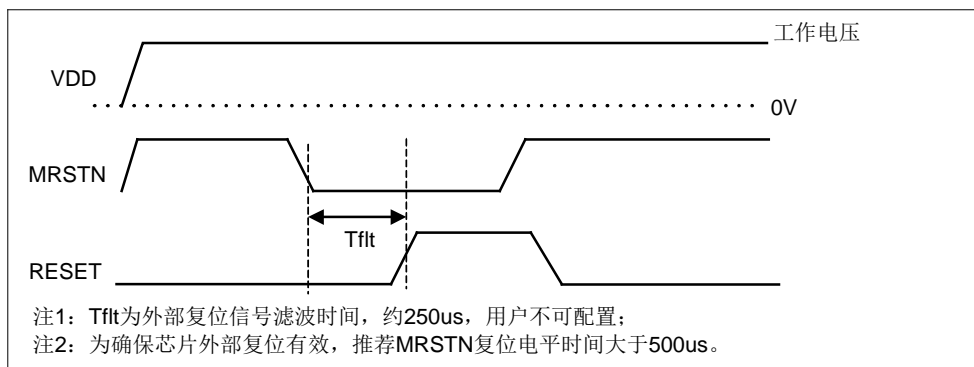 工作电压
VDD
0V
MRSTN
Tflt
RESET
注1：Tflt为外部复位信号滤波时间，约250us，用户不可配置；
注2：为确保芯片外部复位有效，推荐MRSTN复位电平时间大于500us。